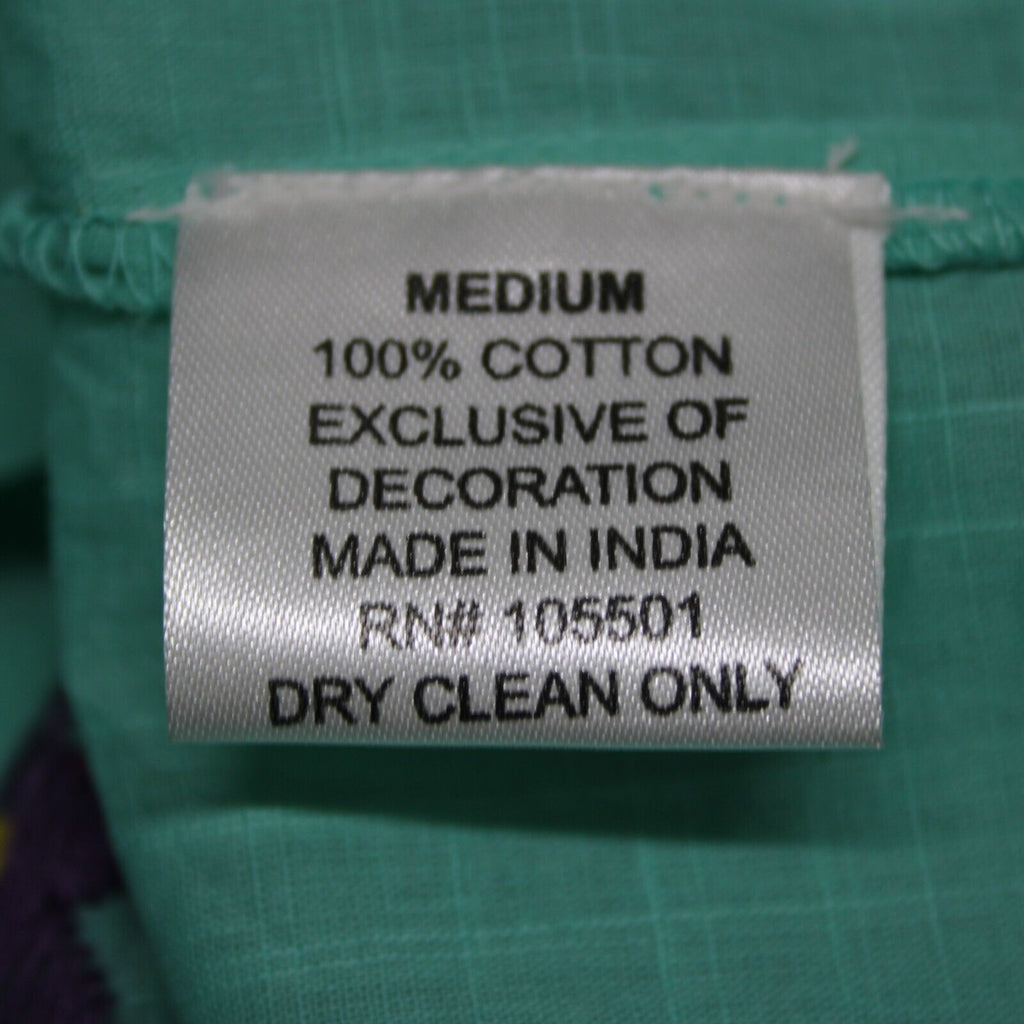 MEDIUM
100% COTTON
EXCLUSIVE OF
DECORATION
MADE IN INDIA
RN# 105501
DRY CLEAN ONLY